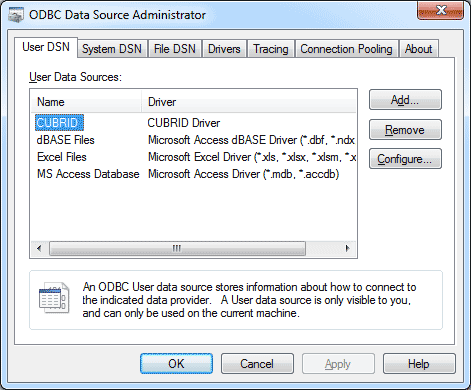 ODBC Data Source Administrator
User DSN System DSN File DSN Drivers Tracing Connection Pooling About
User Data Sources:
Name Driver
CUBRID CUBRID Driver
dBASE Files Microsoft Access dBASE Driver (*.dbf, *.ndx
Excel Files Microsoft Excel Driver (*.xls, *.xlsx, *.xlsm, *.x
MS Access Database Microsoft Access Driver (*.mdb, *.accdb)
Add...
Remove
Configure...
An ODBC User data source stores information about how to connect to
the indicated data provider. A User data source is only visible to you,
and can only be used on the current machine.
OK Cancel Apply Help